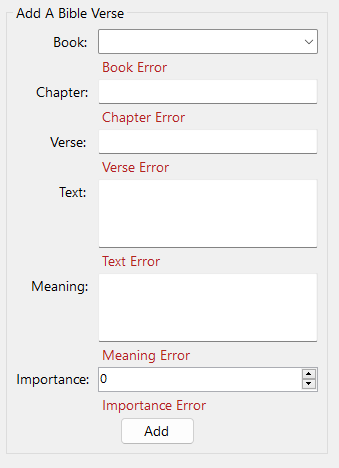 Add A Bible Verse
Book:
Book Error
Chapter:
Chapter Error
Verse:
Verse Error
Text:
Text Error
Meaning:
Meaning Error
Importance: 0
Importance Error
Add